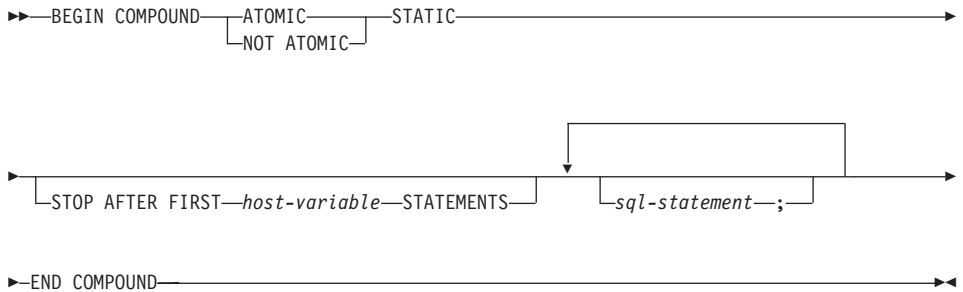 BEGIN COMPOUND ATOMIC STATIC
NOT ATOMIC
STOP AFTER FIRST host-variable STATEMENTS sql-statement ;
END COMPOUND